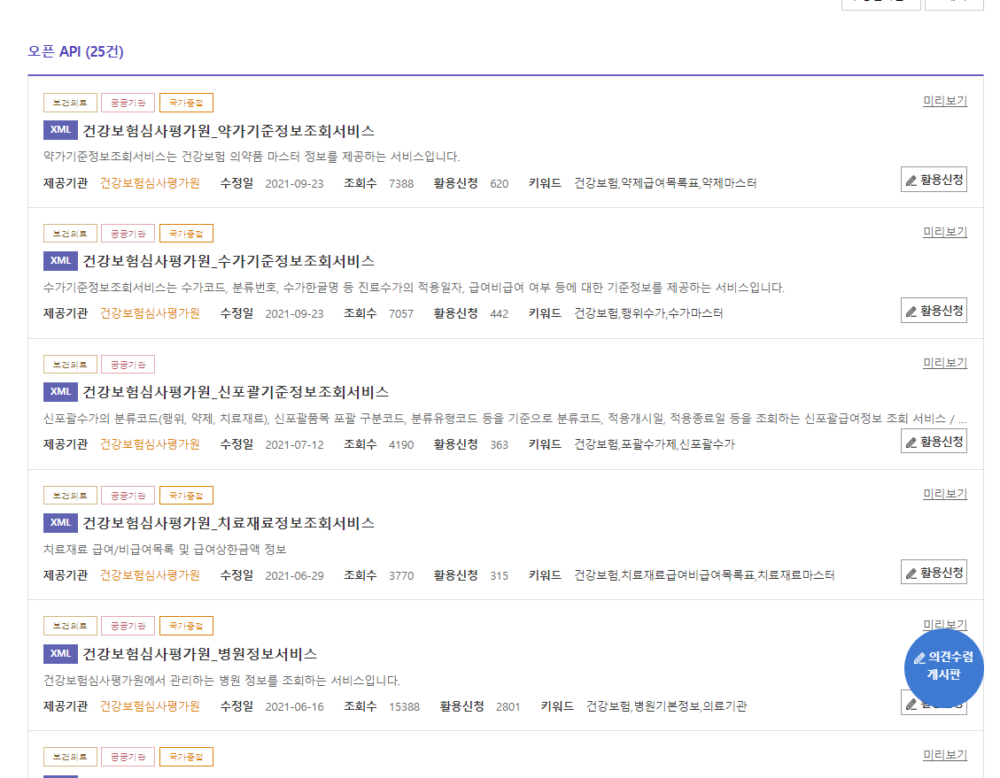 오픈 API (25건)
보건의료 공공기관 국가중점 미리보기
XML 건강보험심사평가원_약가기준정보조회서비스
약가기준정보조회서비스는 건강보험 의약품 마스터 정보를 제공하는 서비스입니다.
제공기관 건강보험심사평가원 수정일 2021-09-23 조회수 7388 활용신청 620 키워드 건강보험,약제급여목록표,약제마스터 활용신청
보건의료 공공기관 국가중점 미리보기
XML 건강보험심사평가원_수가기준정보조회서비스
수가기준정보조회서비스는 수가코드, 분류번호, 수가한글명 등 진료수가의 적용일자, 급여비급여 여부 등에 대한 기준정보를 제공하는 서비스입니다.
제공기관 건강보험심사평가원 수정일 2021-09-23 조회수 7057 활용신청 442 키워드 건강보험,행위수가,수가마스터 활용신청
보건의료 공공기관 미리보기
XML 건강보험심사평가원_신포괄기준정보조회서비스
신포괄수가의 분류코드(행위, 약제, 치료재료), 신포괄품목 포괄 구분코드, 분류유형코드 등을 기준으로 분류코드, 적용개시일, 적용종료일 등을 조회하는 신포괄급여정보 조회 서비스 / ...
제공기관 건강보험심사평가원 수정일 2021-07-12 조회수 4190 활용신청 363 키워드 건강보험,포괄수가제,신포괄수가 활용신청
보건의료 공공기관 국가중점 미리보기
XML 건강보험심사평가원_치료재료정보조회서비스
치료재료 급여/비급여목록 및 급여상한금액 정보
제공기관 건강보험심사평가원 수정일 2021-06-29 조회수 3770 활용신청 315 키워드 건강보험,치료재료급여비급여목록표,치료재료마스터 활용신청
보건의료 공공기관 국가중점 미리보기
XML 건강보험심사평가원_병원정보서비스
의견수렴
게시판
건강보험심사평가원에서 관리하는 병원 정보를 조회하는 서비스입니다.
제공기관 건강보험심사평가원 수정일 2021-06-16 조회수 15388 활용신청 2801 키워드 건강보험,병원기본정보,의료기관
보건의료 공공기관 국가중점 미리보기